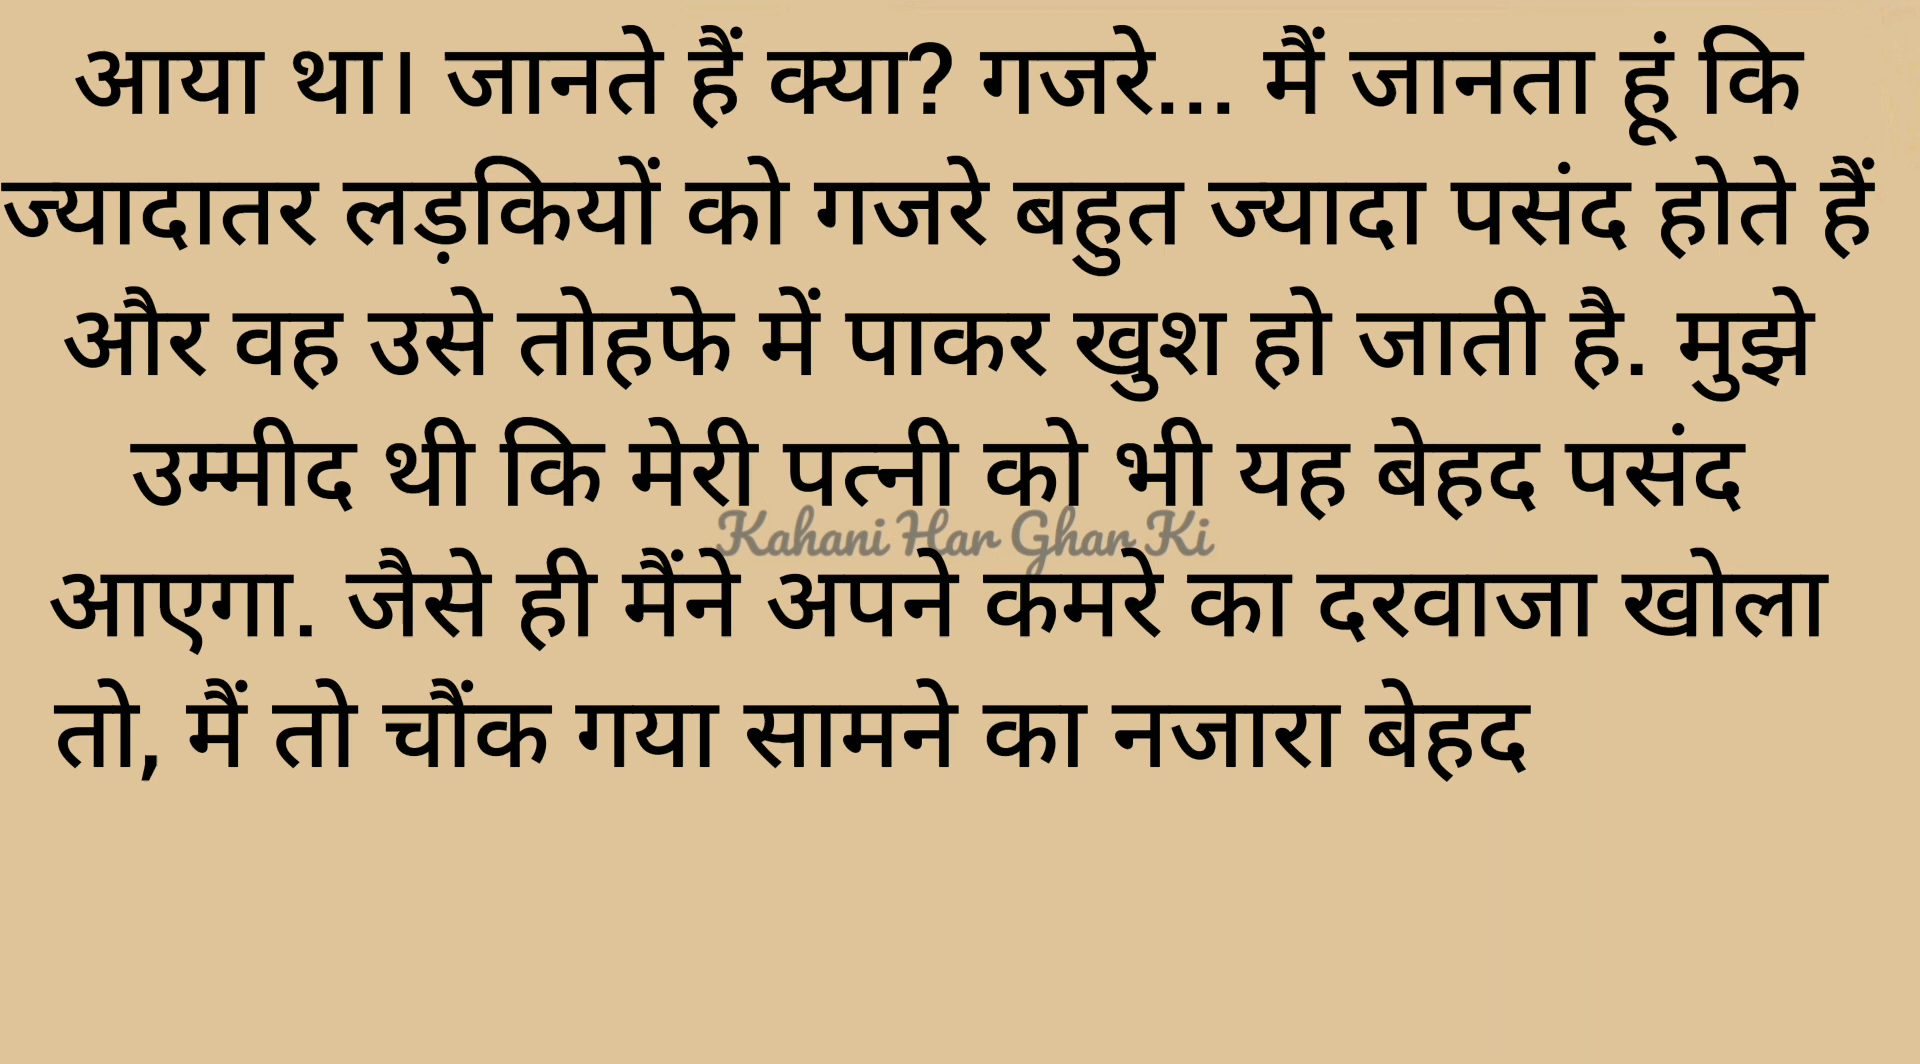 आया था। जानते हैं क्या? गजरे... मैं जानता हूं कि
ज्यादातर लड़कियों को गजरे बहुत ज्यादा पसंद होते हैं
और वह उसे तोहफे में पाकर खुश हो जाती है. मुझे
उम्मीद थी कि मेरी पत्नी को भी यह बेहद पसंद
Kahani Har Ghar Ki
आएगा. जैसे ही मैंने अपने कमरे का दरवाजा खोला
तो, मैं तो चौंक गया सामने का नजारा बेहद